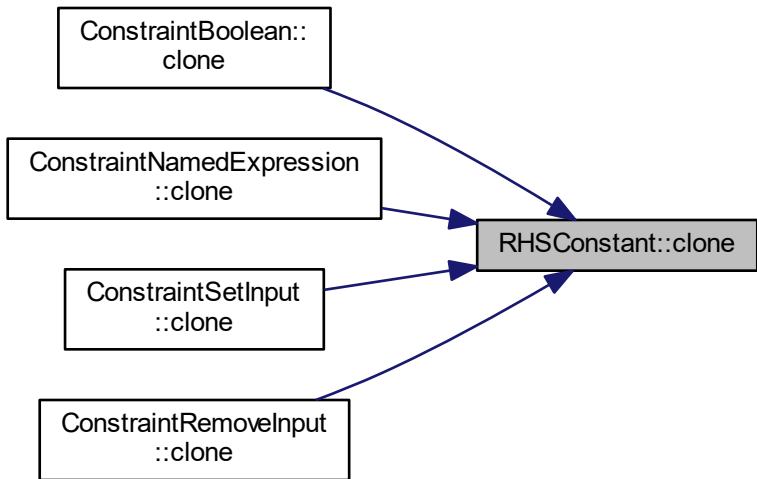 ConstraintBoolean::
clone
ConstraintNamedExpression
::clone
RHSConstant::clone
ConstraintSetInput
::clone
ConstraintRemoveInput
::clone